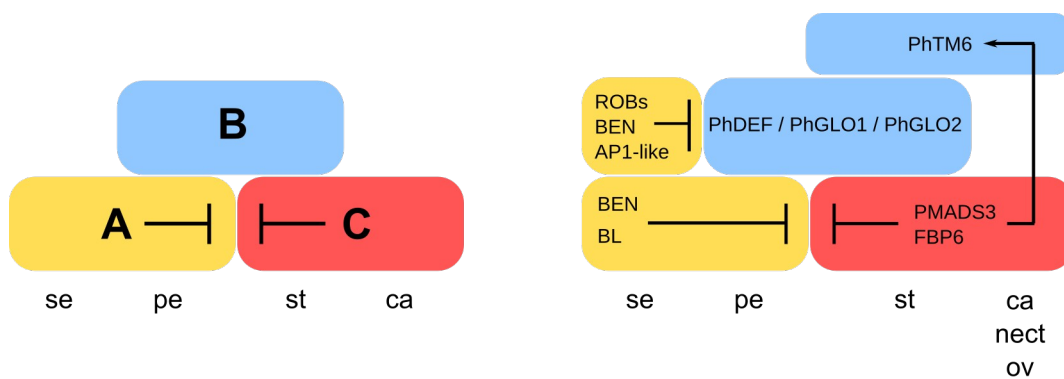 B
A
C
se pe st ca
PhTM6
ROBs
BEN
AP1-like
PhDEF / PhGLO1 / PhGLO2
BEN
BL
PMADS3
FBP6
se pe st ca
nect
ov